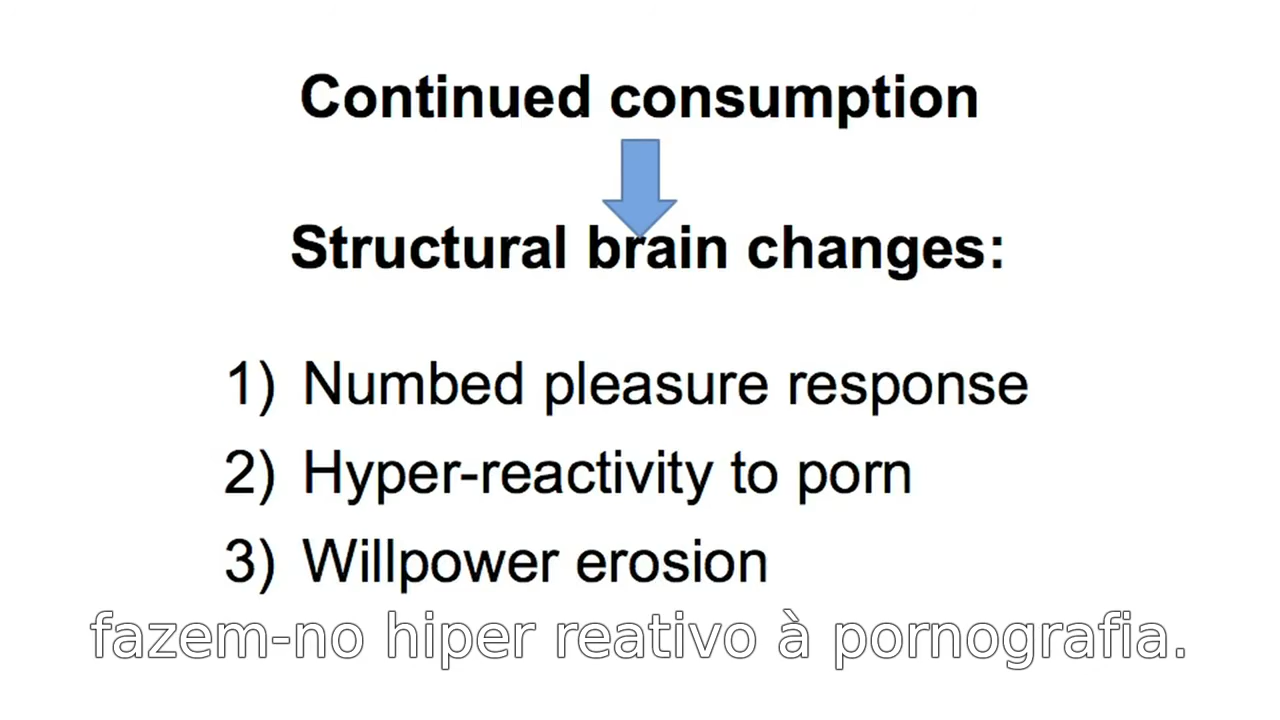 Continued consumption
Structural brain changes:
1) Numbed pleasure response
2) Hyper-reactivity to porn
3) Willpower erosion
fazem-no hiper reativo à pornografia.